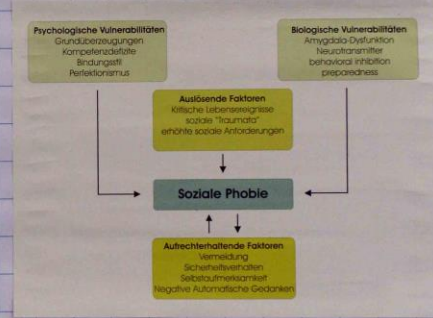 Psychologische Vulnerabilitäten
Grundüberzeugungen
Kompetenzdefizite
Bindungsstil
Perfektionismus
Biologische Vulnerabilitäten
Amygdala-Dysfunktion
Neurotransmitter
behavioral inhibition
preparedness
Auslösende Faktoren
Kritische Lebensereignisse
soziale "Traumata"
erhöhte soziale Anforderungen
Soziale Phobie
Aufrechterhaltende Faktoren
Vermeidung
Sicherheitsverhalten
Selbstaufmerksamkeit
Negative Automatische Gedanken